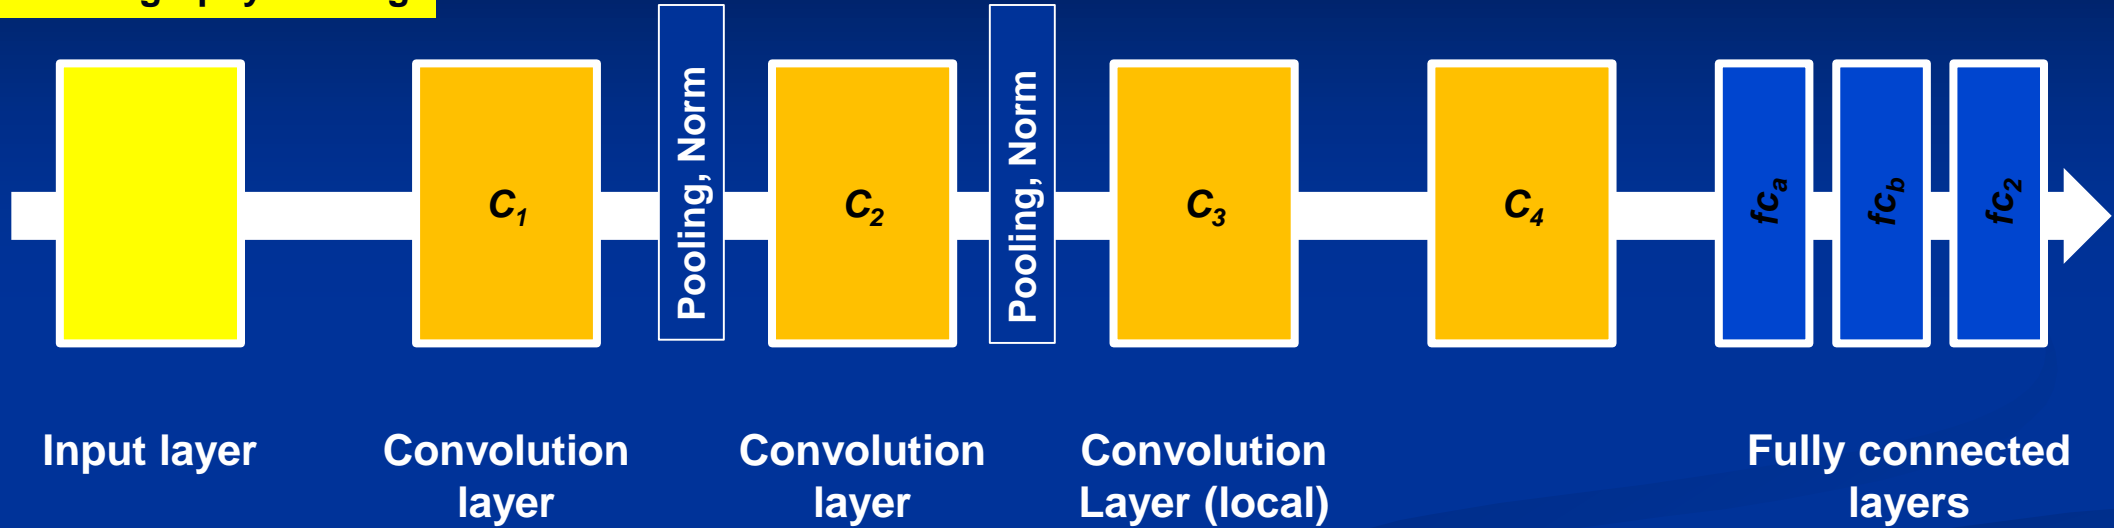 C1
Pooling, Norm
C2
Pooling, Norm
C3
C4
fca
fcb
fc2
Input layer
Convolution
layer
Convolution
layer
Convolution
Layer (local)
Fully connected
layers